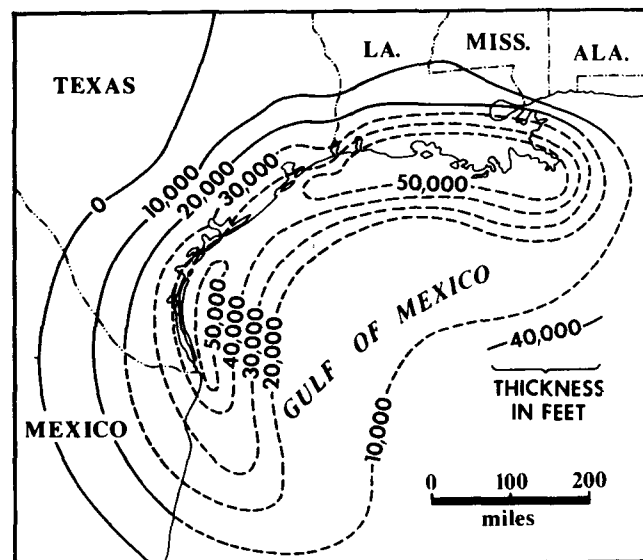 LA.
MISS.
ALA.
TEXAS
0
10,000
20,000
30,000
50,000
50,000
40,000
30,000
20,000
GULF OF MEXICO
10,000
40,000
THICKNESS
IN FEET
MEXICO
0 100 200
miles